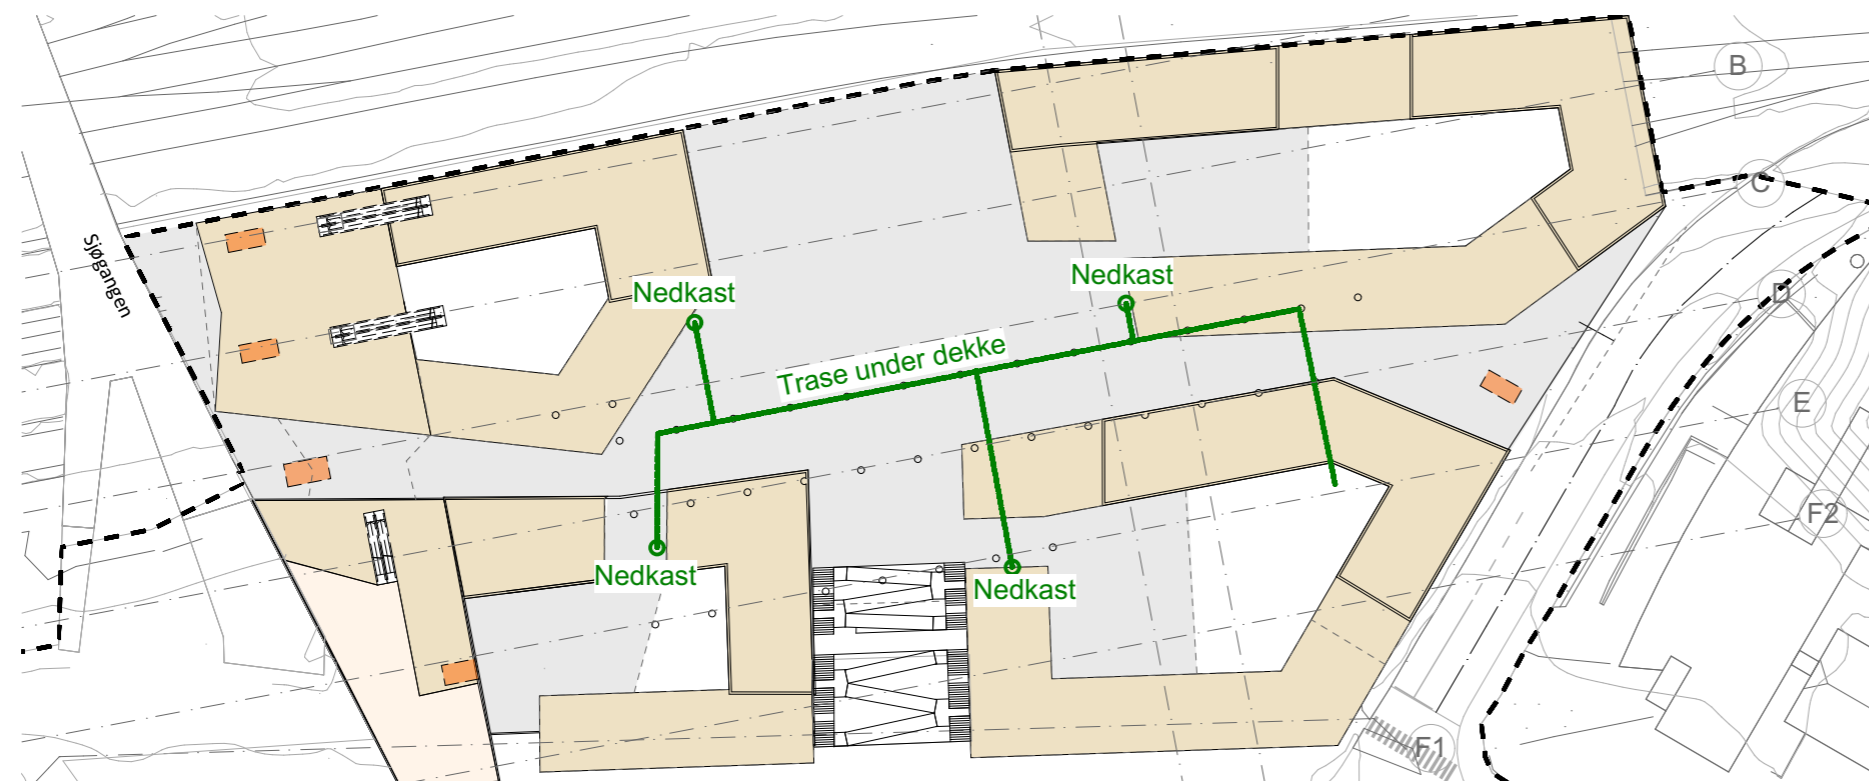 B
C
Sjøgangen
Nedkast
Nedkast
D
Trase under dekke
E
F2
Nedkast
Nedkast
F1